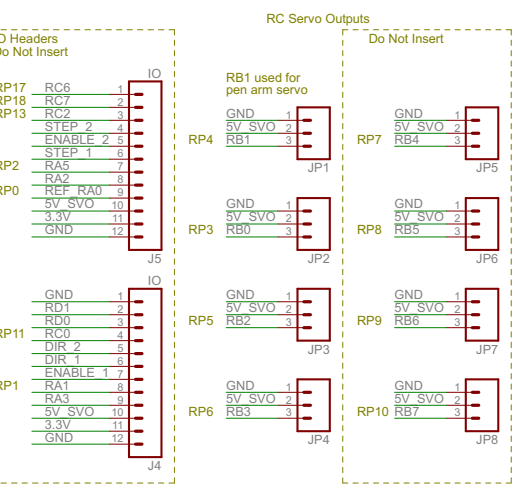 RC Servo Outputs
O Headers
Do Not Insert
IO
RP17 RC6 1
RP18 RC7 2
RP13 RC2 3
STEP_2 4
ENABLE_2 5
STEP_1 6
RP2 RA5 7
RA2 8
RP0 REF_RA0 9
5V_SVO 10
3.3V 11
GND 12
J5
IO
GND 1
RD1 2
RD0 3
RP11 RC0 4
DIR_2 5
DIR_1 6
ENABLE_1 7
RP1 RA1 8
RA3 9
5V_SVO 10
3.3V 11
GND 12
J4
RB1 used for
pen arm servo
GND 1
5V_SVO 2
RP4 RB1 3
JP1
GND 1
5V_SVO 2
RP3 RB0 3
JP2
GND 1
5V_SVO 2
RP5 RB2 3
JP3
GND 1
5V_SVO 2
RP6 RB3 3
JP4
Do Not Insert
GND 1
5V_SVO 2
RP7 RB4 3
JP5
GND 1
5V_SVO 2
RP8 RB5 3
JP6
GND 1
5V_SVO 2
RP9 RB6 3
JP7
GND 1
5V_SVO 2
RP10 RB7 3
JP8